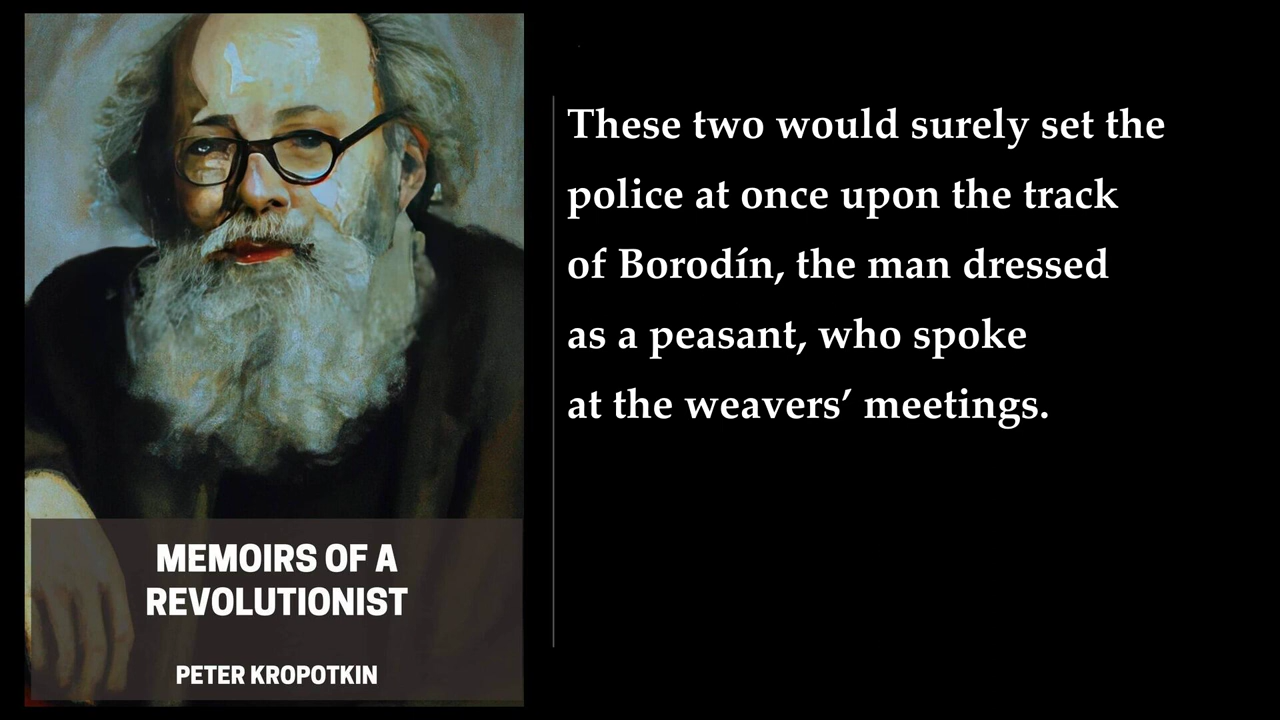 These two would surely set the
police at once upon the track
of Borodín, the man dressed
as a peasant, who spoke
at the weavers’ meetings.
MEMOIRS OF A
REVOLUTIONIST
PETER KROPOTKIN